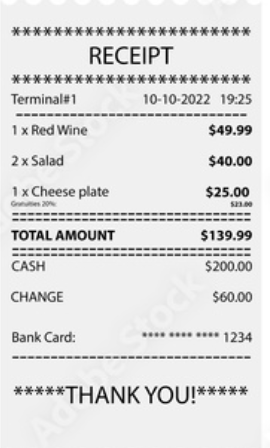 ************************
RECEIPT
************************
Terminal#1 10-10-2022 19:25
------------------------------
1 x Red Wine $49.99
2 x Salad $40.00
1 x Cheese plate $25.00
Gratuities 20%: $23.00
==============================
TOTAL AMOUNT $139.99
==============================
CASH $200.00
CHANGE $60.00
Bank Card: **** **** **** 1234
------------------------------
*****THANK YOU!*****
Adobe Stock